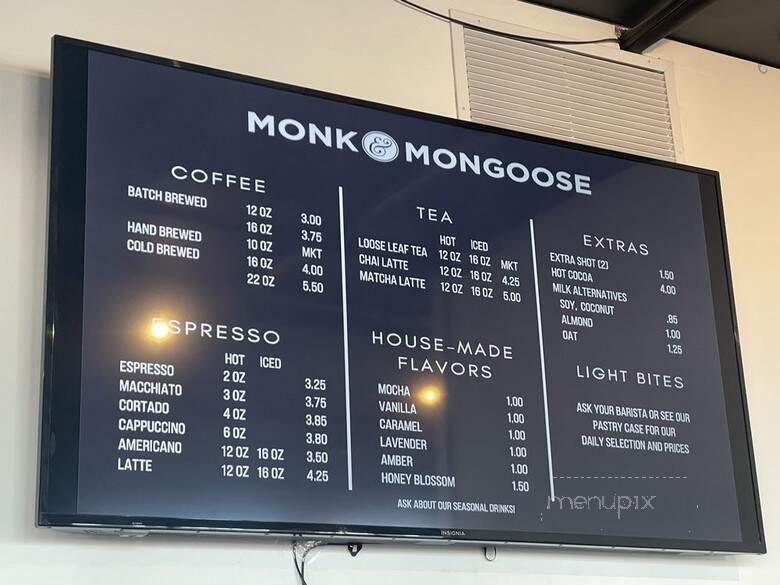 MONK & MONGOOSE
COFFEE
BATCH BREWED
12 OZ 3.00
16 OZ 3.75
HAND BREWED 10 OZ MKT
COLD BREWED 16 OZ 4.00
22 OZ 5.50
ESPRESSO
HOT ICED
ESPRESSO 2 OZ 3.25
MACCHIATO 3 OZ 3.75
CORTADO 4 OZ 3.85
CAPPUCCINO 6 OZ 3.80
AMERICANO 12 OZ 16 OZ 3.50
LATTE 12 OZ 16 OZ 4.25
TEA
HOT ICED
LOOSE LEAF TEA 12 OZ 16 OZ MKT
CHAI LATTE 12 OZ 16 OZ 4.25
MATCHA LATTE 12 OZ 16 OZ 5.00
HOUSE-MADE
FLAVORS
MOCHA 1.00
VANILLA 1.00
CARAMEL 1.00
LAVENDER 1.00
AMBER 1.00
HONEY BLOSSOM 1.50
ASK ABOUT OUR SEASONAL DRINKS!
EXTRAS
EXTRA SHOT (2) 1.50
HOT COCOA 4.00
MILK ALTERNATIVES
SOY, COCONUT .85
ALMOND 1.00
OAT 1.25
LIGHT BITES
ASK YOUR BARISTA OR SEE OUR
PASTRY CASE FOR OUR
DAILY SELECTION AND PRICES
menupix
INSIGNIA